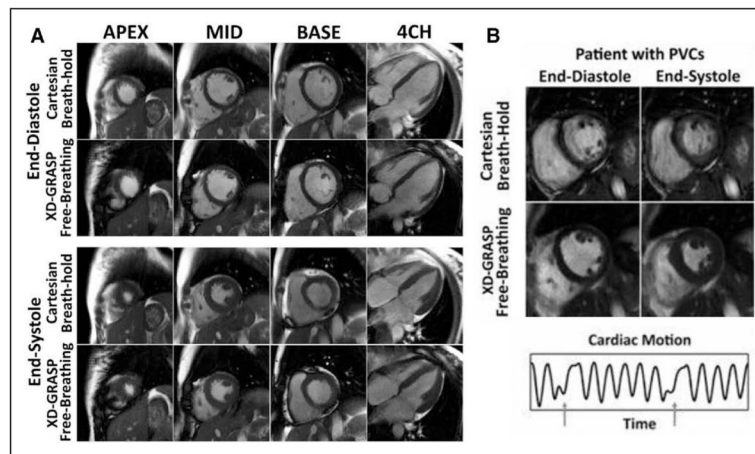 A
APEX
MID
BASE
4CH
End-Diastole
Cartesian
Breath-hold
XD-GRASP
Free-Breathing
End-Systole
Cartesian
Breath-hold
XD-GRASP
Free-Breathing
B
Patient with PVCs
End-Diastole
End-Systole
Cartesian
Breath-Hold
XD-GRASP
Free-Breathing
Cardiac Motion
Time